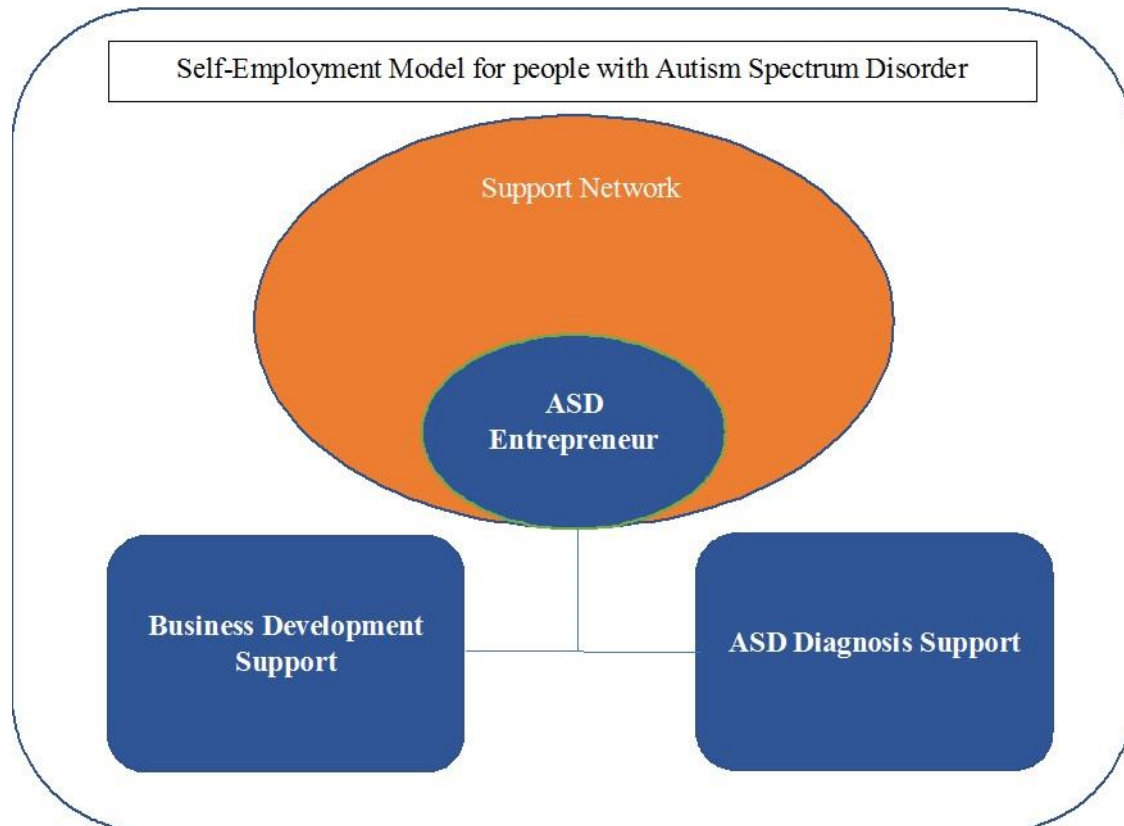 Self-Employment Model for people with Autism Spectrum Disorder
Support Network
ASD
Entrepreneur
Business Development
Support
ASD Diagnosis Support